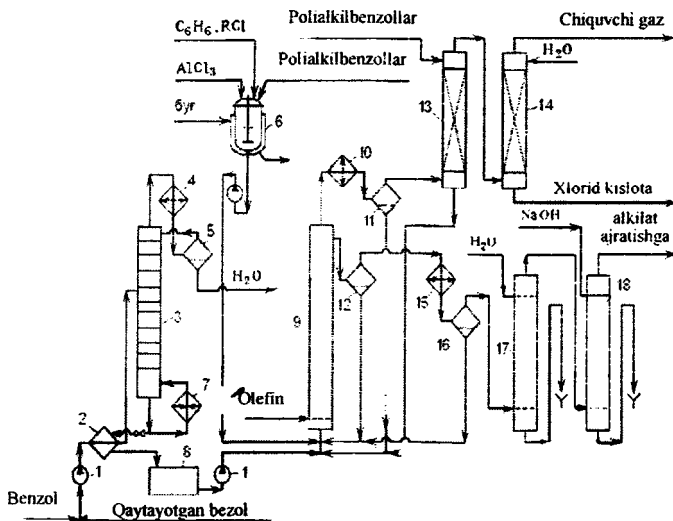 C₆H₆.RCl
Polialkilbenzollar
Chiquvchi gaz
H₂O
AlCl₃
Polialkilbenzollar
буг
6
13
14
10
4
11
Xlorid kislota
5
NaOH
alkilat
ajratishga
H₂O
H₂O
12
15
18
3
9
16
17
7
Olefin
2
8
1
1
Benzol
Qaytayotgan bezol